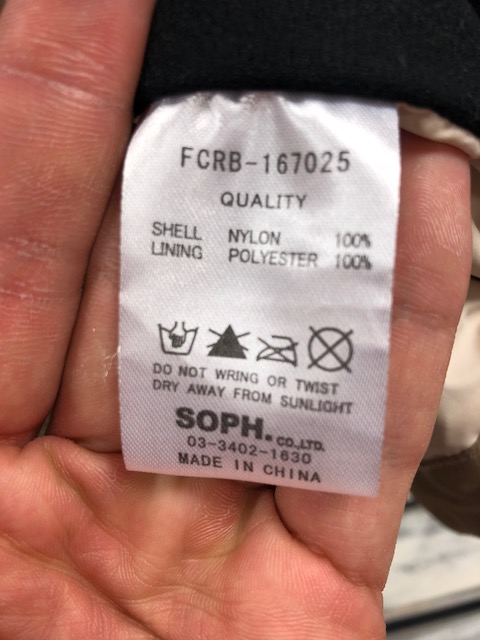 FCRB-167025
QUALITY
SHELL NYLON 100%
LINING POLYESTER 100%
DO NOT WRING OR TWIST
DRY AWAY FROM SUNLIGHT
SOPH. CO.,LTD.
03-3402-1630
MADE IN CHINA